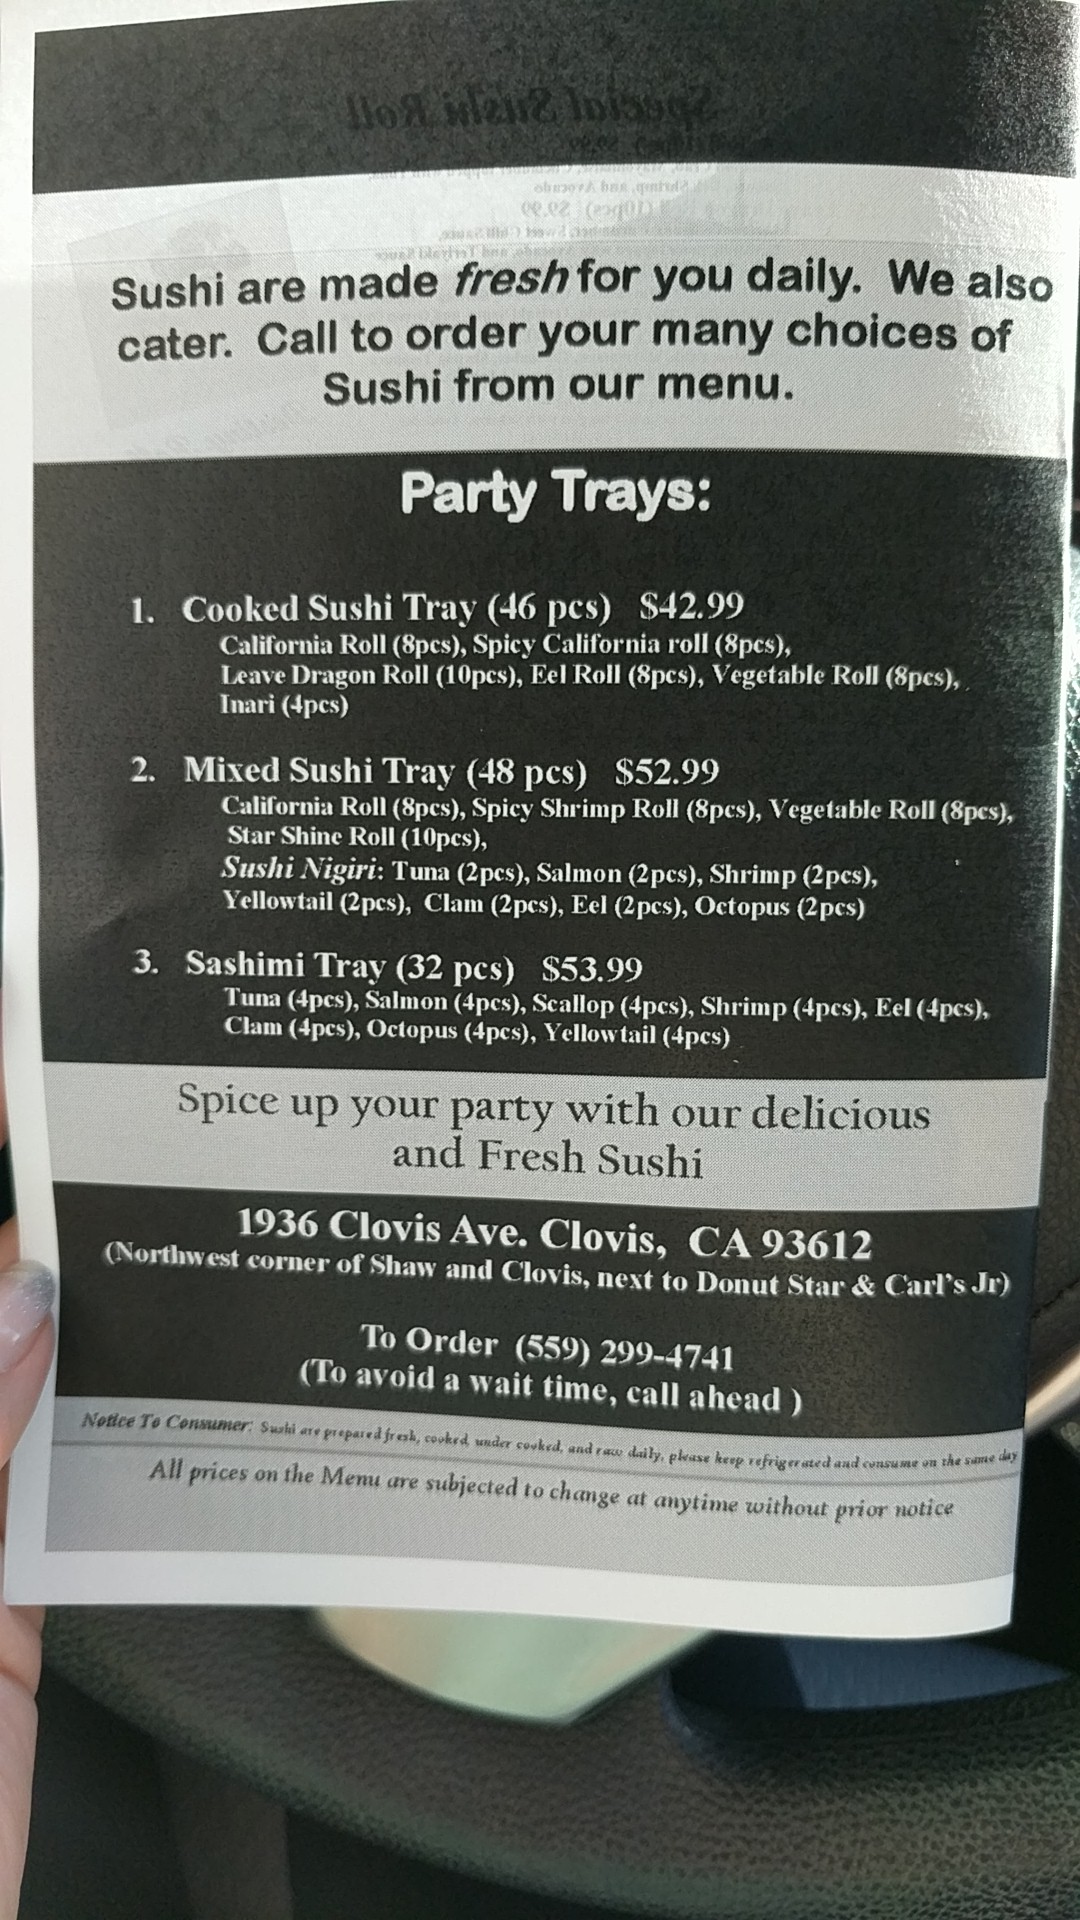 Special Sushi Roll
Shrimp, and Avocado
(10pcs) $9.99
Sushi are made fresh for you daily. We also
cater. Call to order your many choices of
Sushi from our menu.
Party Trays:
1. Cooked Sushi Tray (46 pcs) $42.99
California Roll (8pcs), Spicy California roll (8pcs),
Leave Dragon Roll (10pcs), Eel Roll (8pcs), Vegetable Roll (8pcs),
Inari (4pcs)
2. Mixed Sushi Tray (48 pcs) $52.99
California Roll (8pcs), Spicy Shrimp Roll (8pcs), Vegetable Roll (8pcs),
Star Shine Roll (10pcs),
Sushi Nigiri: Tuna (2pcs), Salmon (2pcs), Shrimp (2pcs),
Yellowtail (2pcs), Clam (2pcs), Eel (2pcs), Octopus (2pcs)
3. Sashimi Tray (32 pcs) $53.99
Tuna (4pcs), Salmon (4pcs), Scallop (4pcs), Shrimp (4pcs), Eel (4pcs),
Clam (4pcs), Octopus (4pcs), Yellowtail (4pcs)
Spice up your party with our delicious
and Fresh Sushi
1936 Clovis Ave. Clovis, CA 93612
(Northwest corner of Shaw and Clovis, next to Donut Star & Carl's Jr)
To Order (559) 299-4741
(To avoid a wait time, call ahead )
Notice To Consumer: Sushi are prepared fresh, cooked, under cooked, and raw daily, please keep refrigerated and consume on the same day
All prices on the Menu are subjected to change at anytime without prior notice